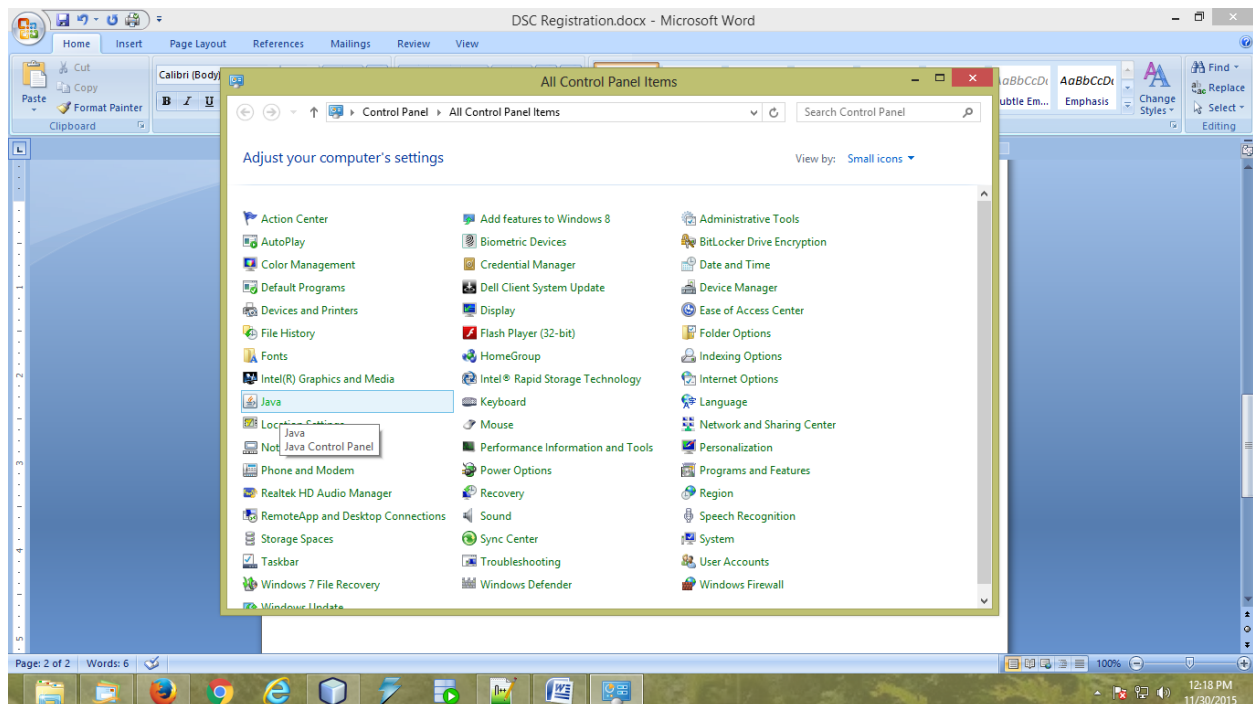 DSC Registration.docx - Microsoft Word
Home Insert Page Layout References Mailings Review View
Cut
Copy
Paste
Format Painter
Clipboard
Calibri (Body)
B I U
AaBbCcDc AaBbCcDc
ubtle Em... Emphasis
Change
Styles
Find
Replace
Select
Editing
All Control Panel Items
Control Panel All Control Panel Items
Search Control Panel
Adjust your computer's settings
View by: Small icons
Action Center Add features to Windows 8 Administrative Tools
AutoPlay Biometric Devices BitLocker Drive Encryption
Color Management Credential Manager Date and Time
Default Programs Dell Client System Update Device Manager
Devices and Printers Display Ease of Access Center
File History Flash Player (32-bit) Folder Options
Fonts HomeGroup Indexing Options
Intel(R) Graphics and Media Intel® Rapid Storage Technology Internet Options
Java Keyboard Language
Location Settings Mouse Network and Sharing Center
Not Performance Information and Tools Personalization
Java
Java Control Panel
Phone and Modem Power Options Programs and Features
Realtek HD Audio Manager Recovery Region
RemoteApp and Desktop Connections Sound Speech Recognition
Storage Spaces Sync Center System
Taskbar Troubleshooting User Accounts
Windows 7 File Recovery Windows Defender Windows Firewall
Windows Update
Page: 2 of 2 Words: 6
100%
12:18 PM
11/30/2015